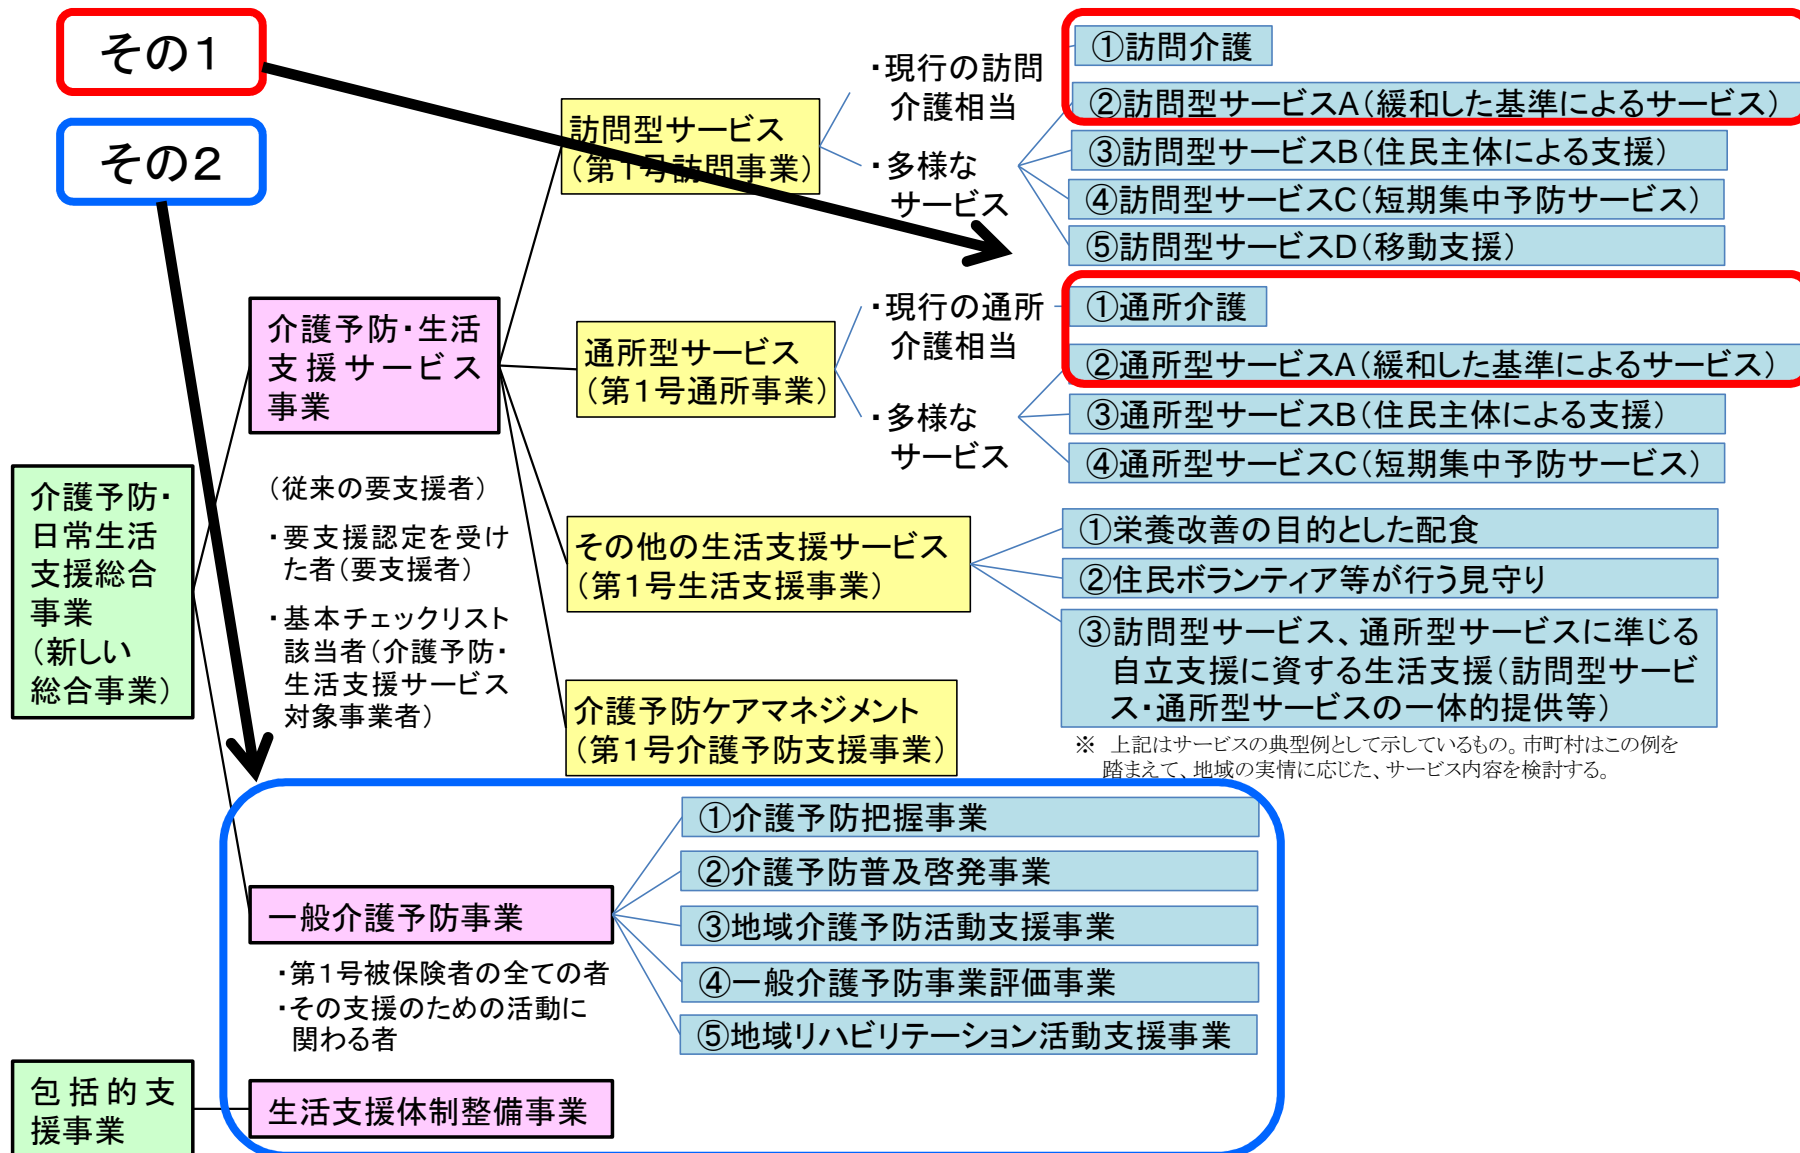 その１
その２
介護予防・
日常生活
支援総合
事業
（新しい
総合事業）
包括的支
援事業
介護予防・生活
支援サービス
事業
（従来の要支援者）
・要支援認定を受け
た者（要支援者）
・基本チェックリスト
該当者（介護予防・
生活支援サービス
対象事業者）
一般介護予防事業
・第１号被保険者の全ての者
・その支援のための活動に
関わる者
生活支援体制整備事業
訪問型サービス
（第１号訪問事業）
・現行の訪問
介護相当
・多様な
サービス
①訪問介護
②訪問型サービスA（緩和した基準によるサービス）
③訪問型サービスB（住民主体による支援）
④訪問型サービスC（短期集中予防サービス）
⑤訪問型サービスD（移動支援）
通所型サービス
（第１号通所事業）
・現行の通所
介護相当
・多様な
サービス
①通所介護
②通所型サービスA（緩和した基準によるサービス）
③通所型サービスB（住民主体による支援）
④通所型サービスC（短期集中予防サービス）
その他の生活支援サービス
（第１号生活支援事業）
①栄養改善の目的とした配食
②住民ボランティア等が行う見守り
③訪問型サービス、通所型サービスに準じる
自立支援に資する生活支援（訪問型サービ
ス・通所型サービスの一体的提供等）
※　上記はサービスの典型例として示しているもの。市町村はこの例を
踏まえて、地域の実情に応じた、サービス内容を検討する。
介護予防ケアマネジメント
（第１号介護予防支援事業）
①介護予防把握事業
②介護予防普及啓発事業
③地域介護予防活動支援事業
④一般介護予防事業評価事業
⑤地域リハビリテーション活動支援事業